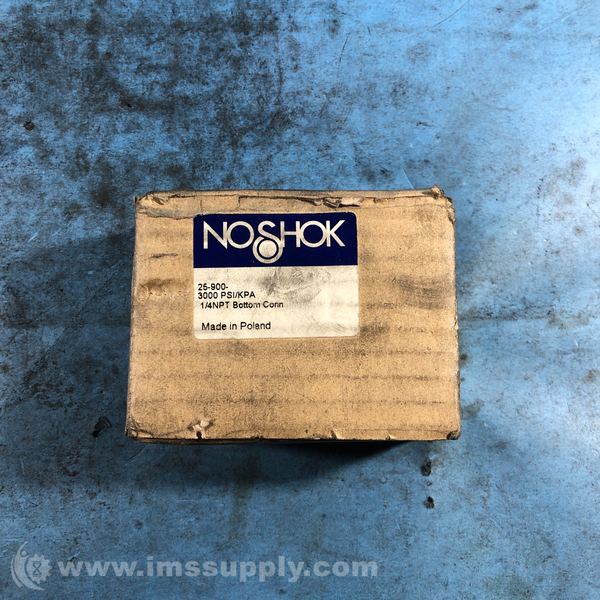 NOSHOK
25-900-
3000 PSI/KPA
1/4NPT Bottom Conn
Made in Poland
www.imssupply.com